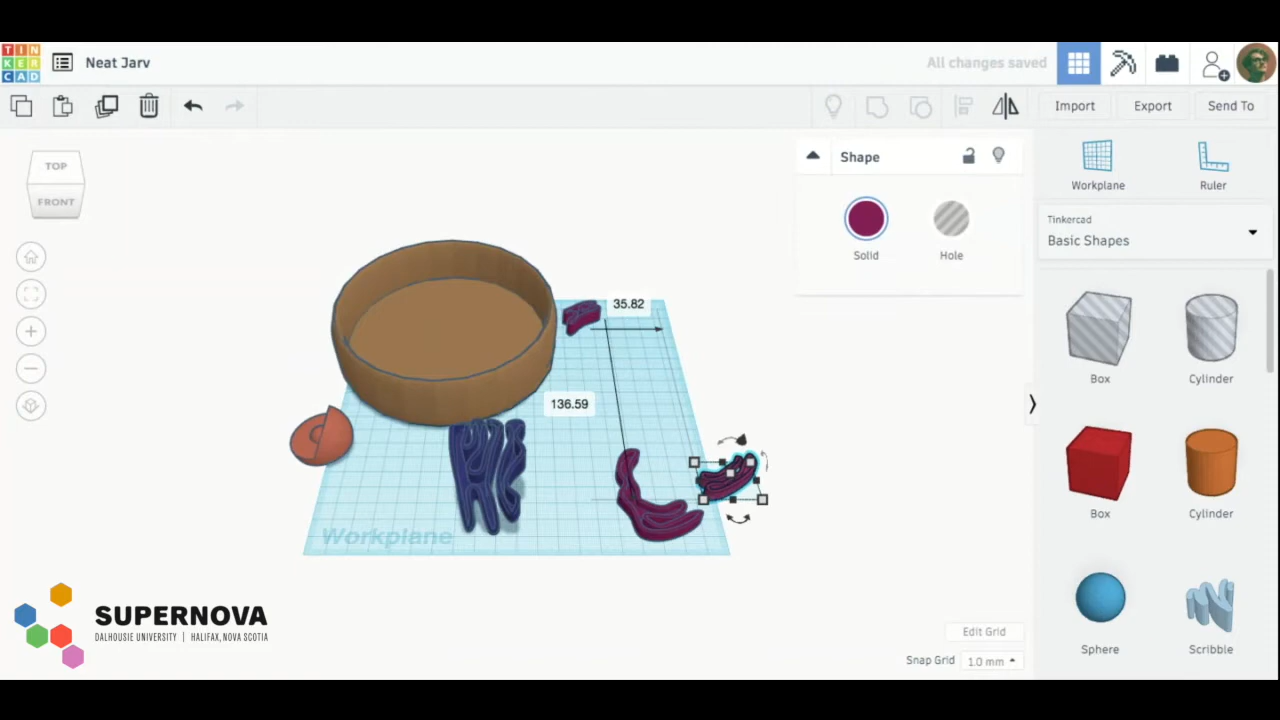 TIN
KER
CAD
Neat Jarv
All changes saved
Import
Export
Send To
TOP
FRONT
Shape
Solid
Hole
Workplane
Ruler
Tinkercad
Basic Shapes
35.82
136.59
Box
Cylinder
Box
Cylinder
Workplane
SUPERNOVA
DALHOUSIE UNIVERSITY | HALIFAX, NOVA SCOTIA
Sphere
Scribble
Edit Grid
Snap Grid 1.0 mm